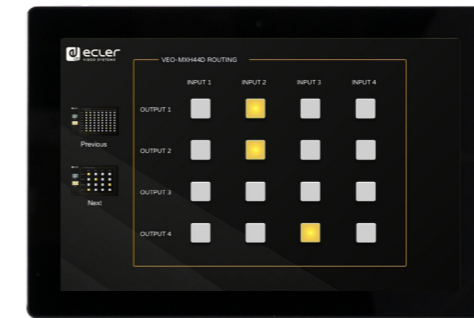 ecler
VIDEO SYSTEMS
VEO-MXH44D ROUTING
INPUT 1 INPUT 2 INPUT 3 INPUT 4
OUTPUT 1
OUTPUT 2
Previous
OUTPUT 3
Next
OUTPUT 4